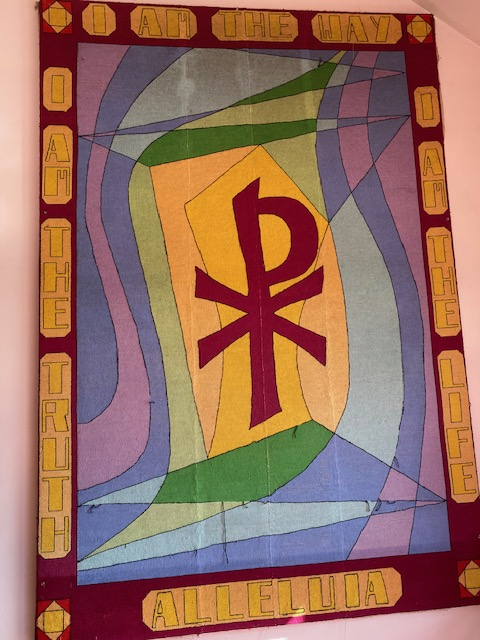 I AM THE WAY
I AM THE TRUTH
I AM THE LIFE
ALLELUIA